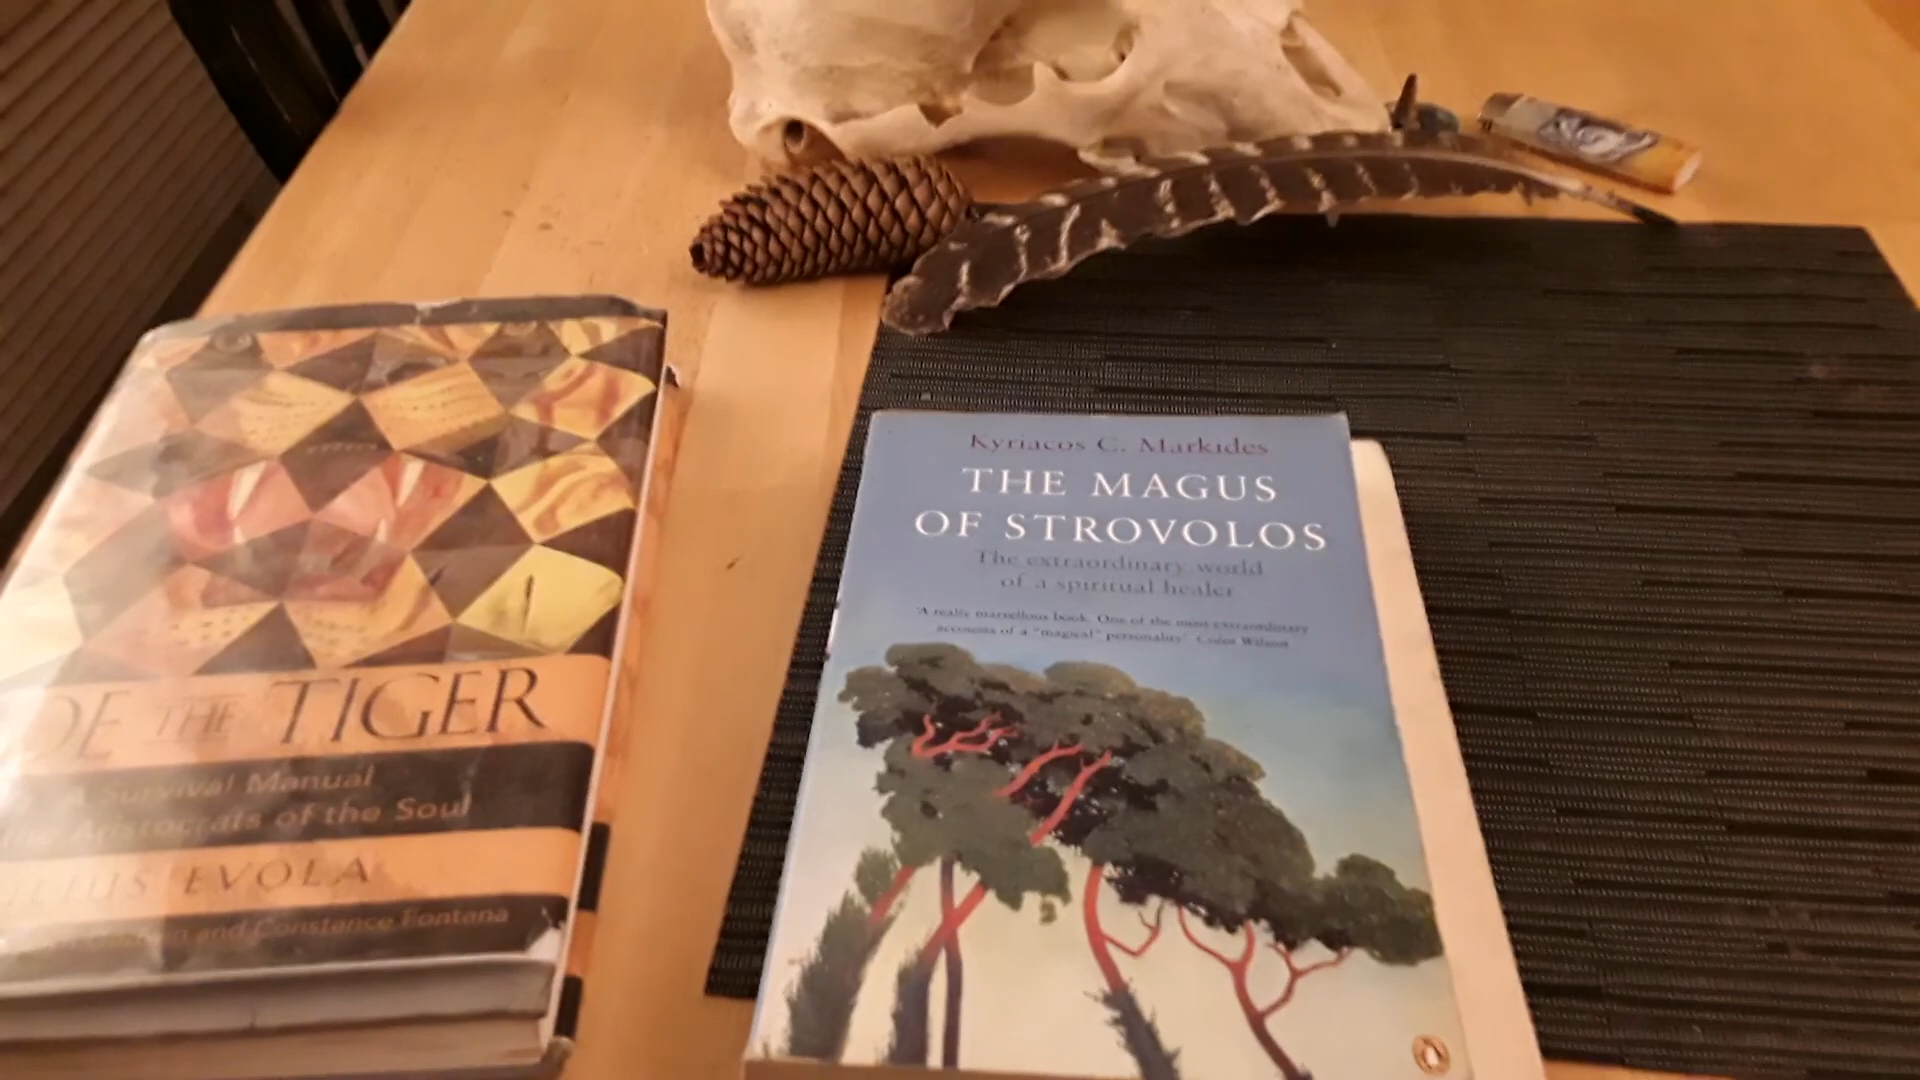 DE THE TIGER
A Survival Manual
Aristocrats of the Soul
EVOLA
and Constance Fontana
Kyriacos C. Markides
THE MAGUS
OF STROVOLOS
The extraordinary world
of a spiritual healer
'A really marvellous book. One of the most extraordinary
accounts of a "magical" personality' Colin Wilson